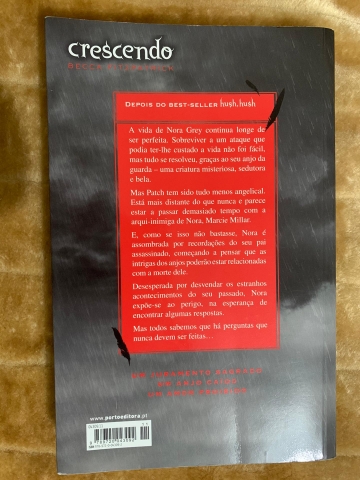 crescendo
DEPOIS DO BEST-SELLER hush, hush
A vida de Nora Grey continua longe de
ser perfeita. Sobreviver a um ataque que
podia ter-lhe custado a vida não foi fácil,
mas tudo se resolveu, graças ao seu anjo da
guarda – uma criatura misteriosa, sedutora
e bela.
Mas Patch tem sido tudo menos angelical.
Está mais distante do que nunca e parece
estar a passar demasiado tempo com a
arqui-inimiga de Nora, Marcie Millar.
E, como se isso não bastasse, Nora é
assombrada por recordações do seu pai
assassinado, começando a pensar que as
intrigas dos anjos poderão estar relacionadas
com a morte dele.
Desesperada por desvendar os estranhos
acontecimentos do seu passado, Nora
expõe-se ao perigo, na esperança de
encontrar algumas respostas.
Mas todos sabemos que há perguntas que
nunca devem ser feitas...
UM JURAMENTO SAGRADO
UM ANJO CAÍDO
www.portoeditora.pt